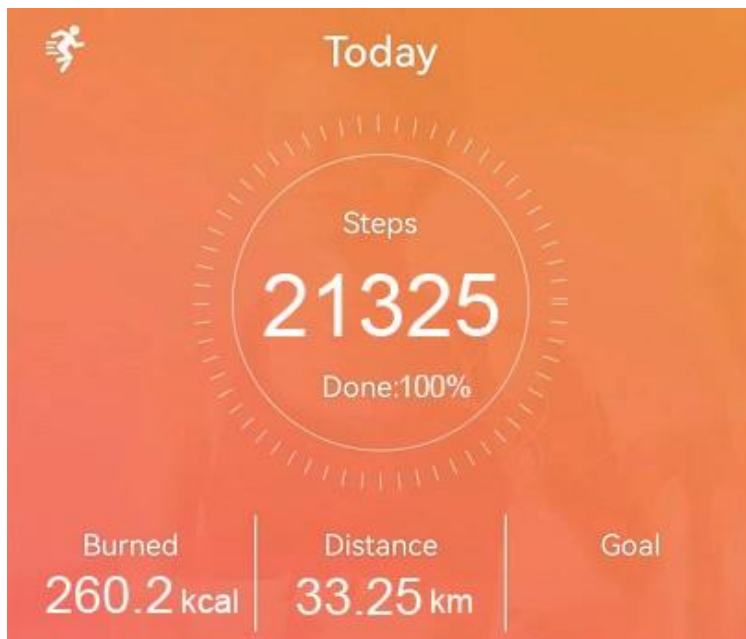 Today
Steps
21325
Done:100%
Burned Distance Goal
260.2 kcal 33.25 km